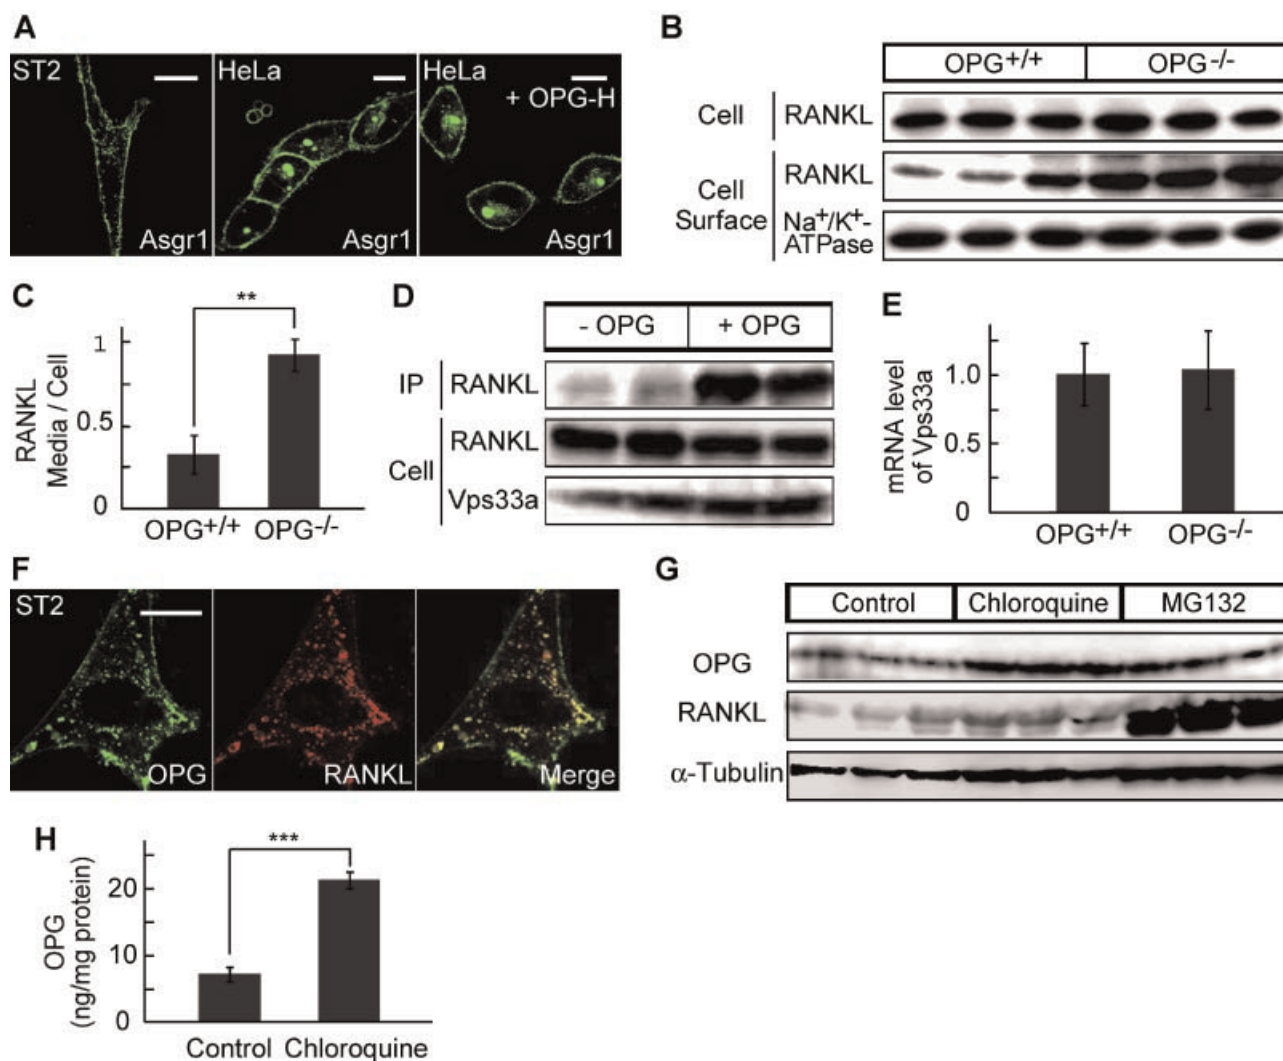 A
ST2
Asgr1
HeLa
Asgr1
HeLa
+ OPG-H
Asgr1
B
OPG+/+ OPG-/-
Cell RANKL
Cell Surface RANKL
Na+/K+-
ATPase
C
**
RANKL
Media / Cell
1
0.5
0
OPG+/+ OPG-/-
D
- OPG + OPG
IP RANKL
Cell RANKL
Vps33a
E
mRNA level
of Vps33a
1.0
0.5
0
OPG+/+ OPG-/-
F
ST2
OPG
RANKL
Merge
G
Control Chloroquine MG132
OPG
RANKL
α-Tubulin
H
***
OPG
(ng/mg protein)
20
10
0
Control Chloroquine